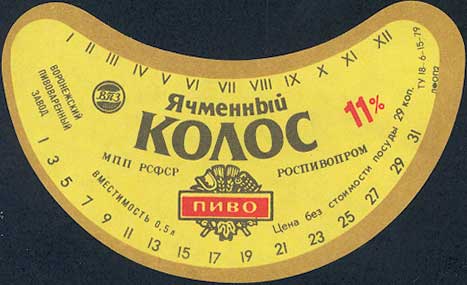 I II III IV V VI VII VIII IX X XI XII
ВОРОНЕЖСКИЙ
ПИВОВАРЕННЫЙ
ЗАВОД
ВПЗ
Ячменный
КОЛОС
11%
МПП РСФСР
РОСПИВОПРОМ
ВМЕСТИМОСТЬ 0,5л
ПИВО
Цена без стоимости посуды 29 коп.
ТУ 18-6-15-79
1 3 5 7 9 11 13 15 17 19 21 23 25 27 29 31